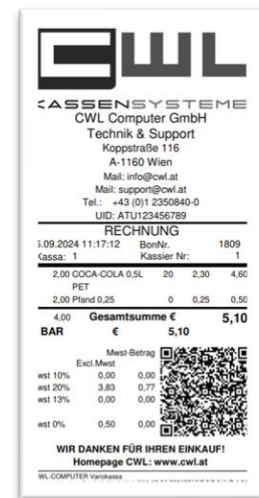 CWL
KASSENSYSTEME
CWL Computer GmbH
Technik & Support
Koppstraße 116
A-1160 Wien
Mail: info@cwl.at
Mail: support@cwl.at
Tel.: +43 (0)1 2350840-0
UID: ATU123456789
RECHNUNG
.09.2024 11:17:12 BonNr. 1809
Kassa: 1 Kassier Nr: 1
2,00 COCA-COLA 0,5L 20 2,30 4,60
PET
2,00 Pfand 0,25 0 0,25 0,50
4,00 Gesamtsumme € 5,10
BAR € 5,10
Mwst-Betrag
Excl.Mwst
wst 10% 0,00 0,00
wst 20% 3,83 0,77
wst 13% 0,00 0,00
wst 0% 0,50 0,00
WIR DANKEN FÜR IHREN EINKAUF!
Homepage CWL: www.cwl.at
WL-COMPUTER Variokassa